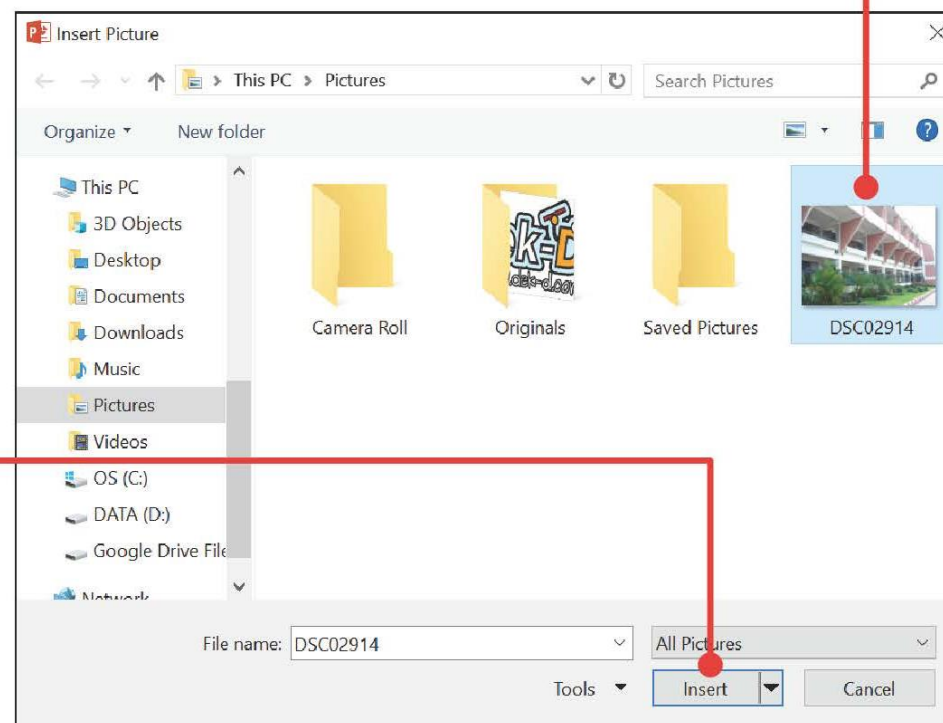 Insert Picture
This PC > Pictures
Search Pictures
Organize
New folder
This PC
3D Objects
Desktop
Documents
Downloads
Music
Pictures
Videos
OS (C:)
DATA (D:)
Google Drive File
Network
Camera Roll
Originals
Saved Pictures
DSC02914
File name: DSC02914
All Pictures
Tools
Insert
Cancel